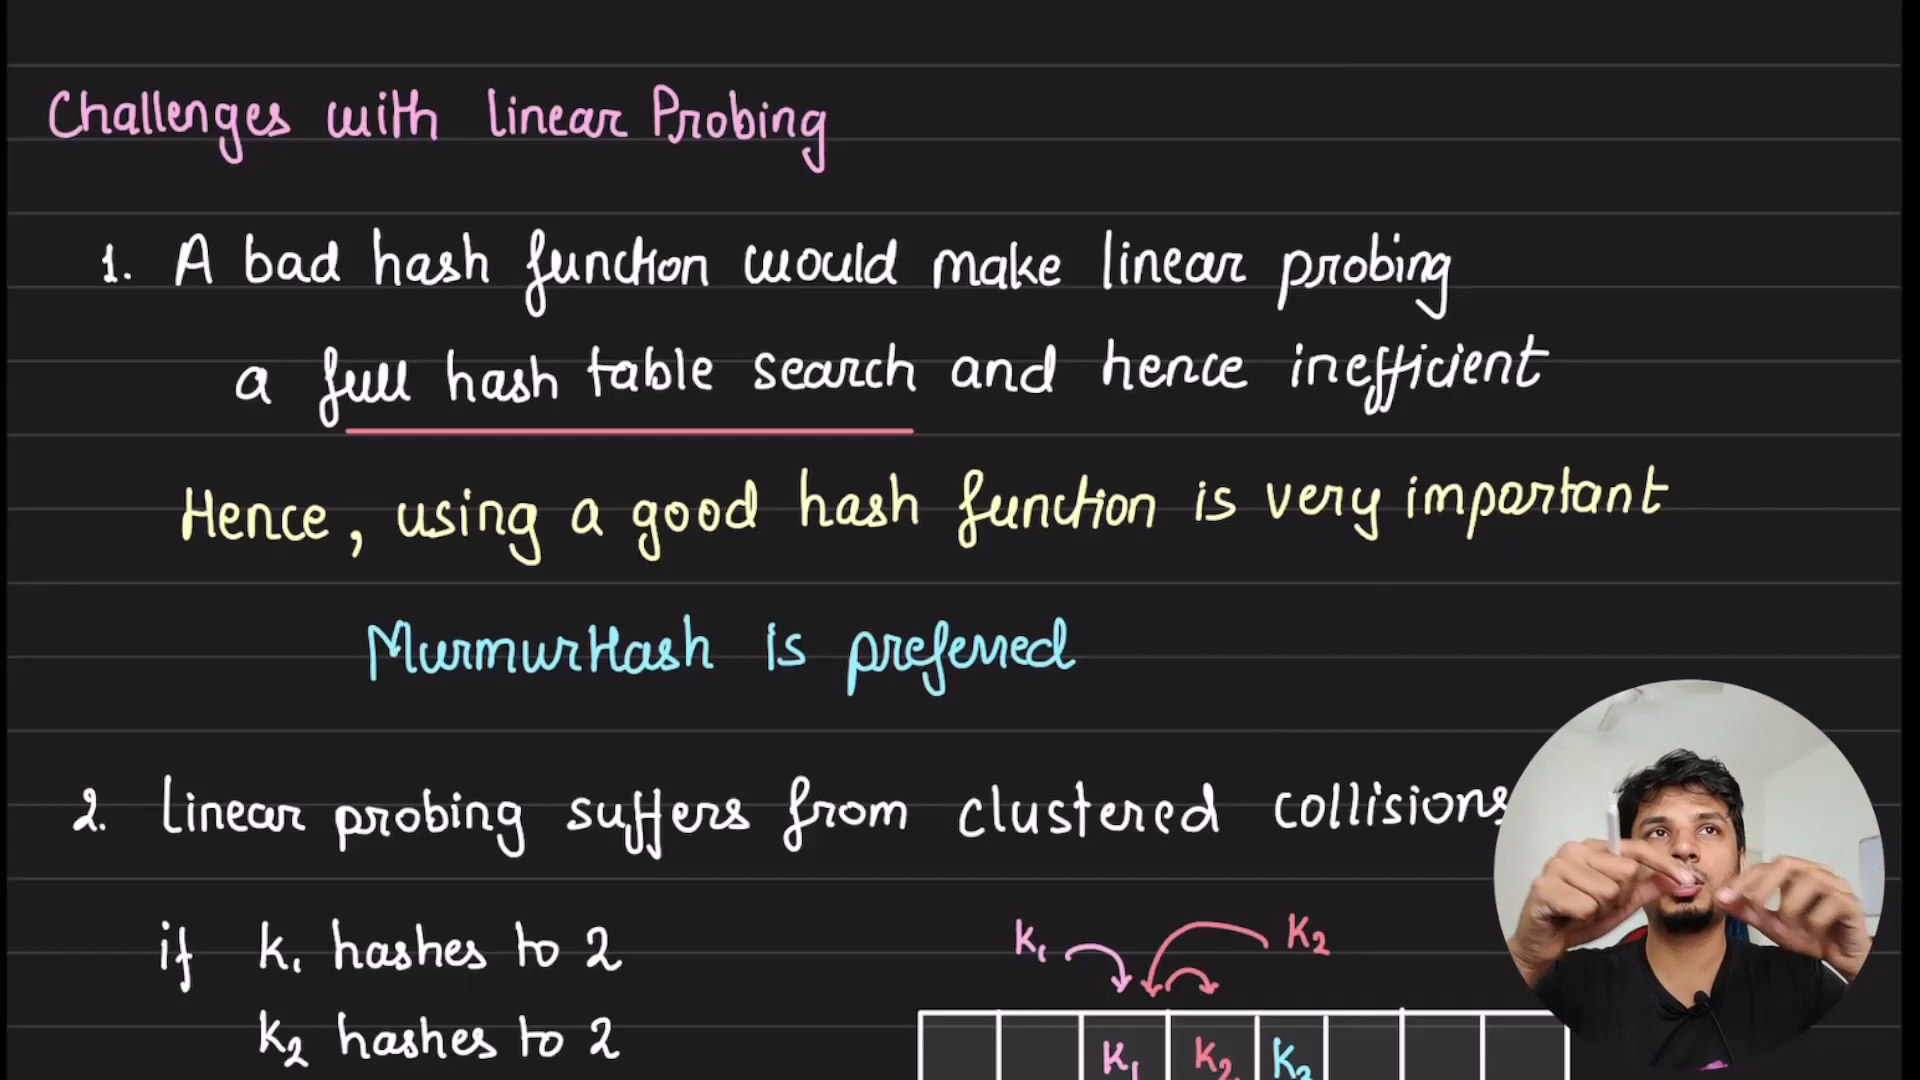 Challenges with Linear Probing
1. A bad hash function would make linear probing
a full hash table search and hence inefficient
Hence, using a good hash function is very important
MurmurHash is preferred
2. Linear probing suffers from clustered collisions
if K₁ hashes to 2
K₂ hashes to 2
K₁ K₂
K₁ K₂ K₃